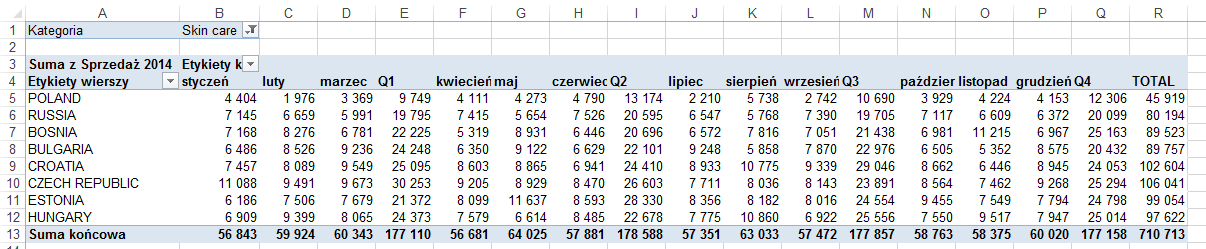 A B C D E F G H I J K L M N O P Q R
1 Kategoria Skin care
2
3 Suma z Sprzedaż 2014 Etykiety k
4 Etykiety wierszy styczeń luty marzec Q1 kwiecień maj czerwiec Q2 lipiec sierpień wrzesień Q3 paździer listopad grudzień Q4 TOTAL
5 POLAND 4 404 1 976 3 369 9 749 4 111 4 273 4 790 13 174 2 210 5 738 2 742 10 690 3 929 4 224 4 153 12 306 45 919
6 RUSSIA 7 145 6 659 5 991 19 795 7 415 5 654 7 526 20 595 6 547 5 768 7 390 19 705 7 117 6 609 6 372 20 099 80 194
7 BOSNIA 7 168 8 276 6 781 22 225 5 319 8 931 6 446 20 696 6 572 7 816 7 051 21 438 6 981 11 215 6 967 25 163 89 523
8 BULGARIA 6 486 8 526 9 236 24 248 6 350 9 122 6 629 22 101 9 248 5 858 7 870 22 976 6 505 5 352 8 575 20 432 89 757
9 CROATIA 7 457 8 089 9 549 25 095 8 603 8 865 6 941 24 410 8 933 10 775 9 339 29 046 8 662 6 446 8 945 24 053 102 604
10 CZECH REPUBLIC 11 088 9 491 9 673 30 253 9 205 8 929 8 470 26 603 7 711 8 036 8 143 23 891 8 564 7 462 9 268 25 294 106 041
11 ESTONIA 6 186 7 506 7 679 21 372 8 099 11 637 8 593 28 330 8 356 8 182 8 016 24 554 9 455 7 549 7 794 24 798 99 054
12 HUNGARY 6 909 9 399 8 065 24 373 7 579 6 614 8 485 22 678 7 775 10 860 6 922 25 556 7 550 9 517 7 947 25 014 97 622
13 Suma końcowa 56 843 59 924 60 343 177 110 56 681 64 025 57 881 178 588 57 351 63 033 57 472 177 857 58 763 58 375 60 020 177 158 710 713